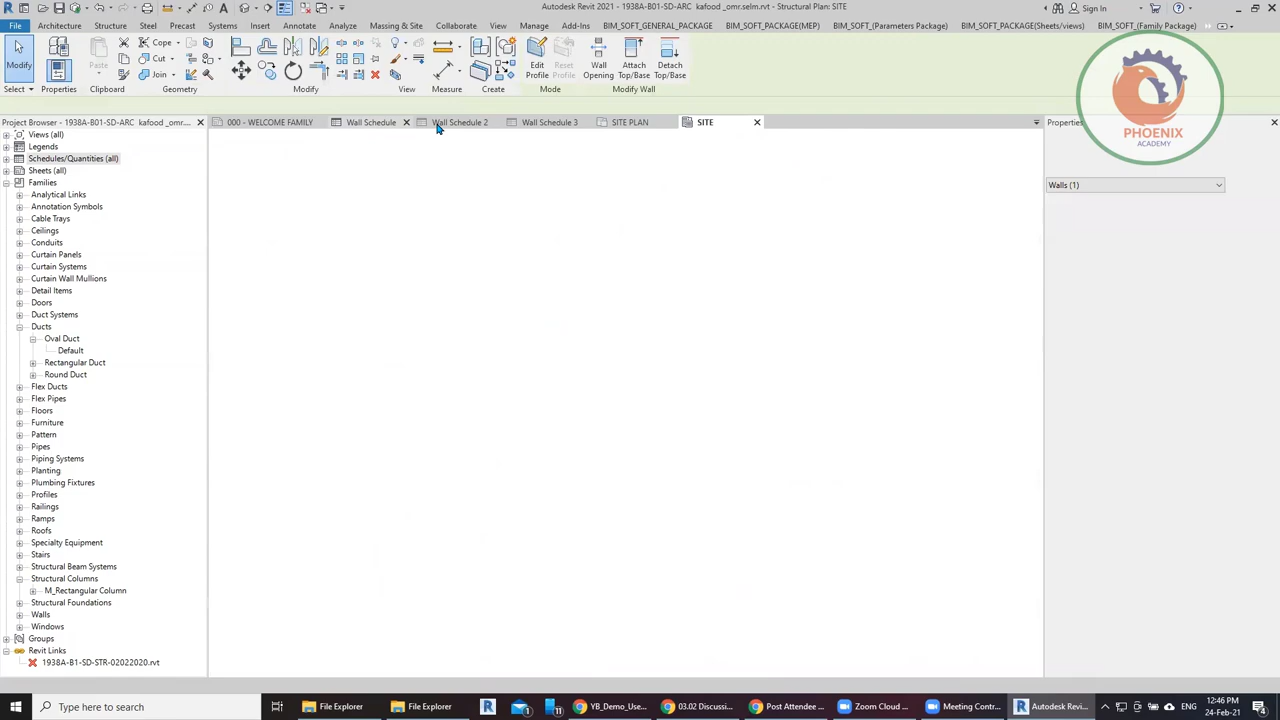 Autodesk Revit 2021 - 1938A-B01-SD-ARC kafood _omr.selm.rvt - Structural Plan: SITE
Sign In
File Architecture Structure Steel Precast Systems Insert Annotate Analyze Massing & Site Collaborate View Manage Add-Ins BIM_SOFT_GENERAL_PACKAGE BIM_SOFT_PACKAGE(MEP) BIM_SOFT_(Parameters Package) BIM_SOFT_PACKAGE(Sheets/views) BIM_SOFT_(Family Package)
Modify
Paste
Cope
Cut
Join
Edit Profile
Reset Profile
Wall Opening
Attach Top/Base
Detach Top/Base
Select Properties Clipboard Geometry Modify View Measure Create Mode Modify Wall
PHOENIX
ACADEMY
Project Browser - 1938A-B01-SD-ARC kafood _omr....
000 - WELCOME FAMILY Wall Schedule Wall Schedule 2 Wall Schedule 3 SITE PLAN SITE
Properties
Walls (1)
Views (all)
Legends
Schedules/Quantities (all)
Sheets (all)
Families
Analytical Links
Annotation Symbols
Cable Trays
Ceilings
Conduits
Curtain Panels
Curtain Systems
Curtain Wall Mullions
Detail Items
Doors
Duct Systems
Ducts
Oval Duct
Default
Rectangular Duct
Round Duct
Flex Ducts
Flex Pipes
Floors
Furniture
Pattern
Pipes
Piping Systems
Planting
Plumbing Fixtures
Profiles
Railings
Ramps
Roofs
Specialty Equipment
Stairs
Structural Beam Systems
Structural Columns
M_Rectangular Column
Structural Foundations
Walls
Windows
Groups
Revit Links
1938A-B1-SD-STR-02022020.rvt
Type here to search
File Explorer
File Explorer
YB_Demo_Use...
03.02 Discussi...
Post Attendee ...
Zoom Cloud ...
Meeting Contr...
Autodesk Revi...
12:46 PM
24-Feb-21